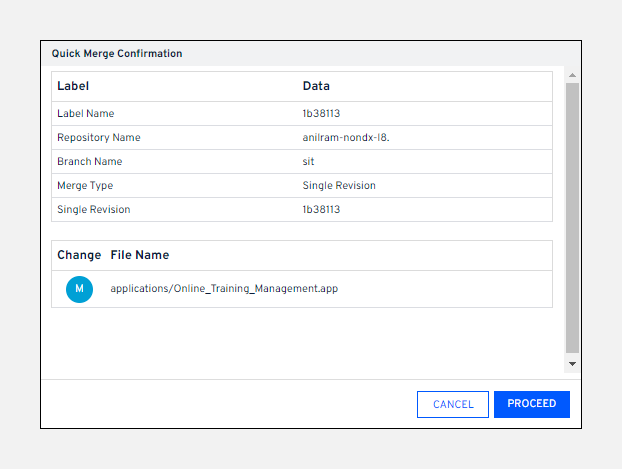 Quick Merge Confirmation
Label Data
Label Name 1b38113
Repository Name anilram-nondx-l8.
Branch Name sit
Merge Type Single Revision
Single Revision 1b38113
Change File Name
M applications/Online_Training_Management.app
CANCEL PROCEED